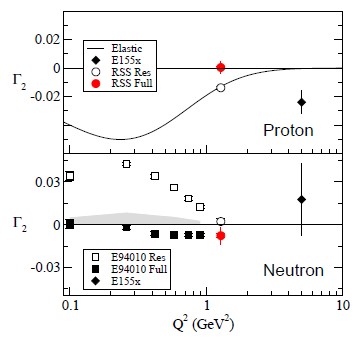 0.02
0
-0.02
Γ2
Elastic
E155x
RSS Res
RSS Full
Proton
0.03
0
-0.03
Γ2
E94010 Res
E94010 Full
E155x
Neutron
0.1
1
10
Q² (GeV²)